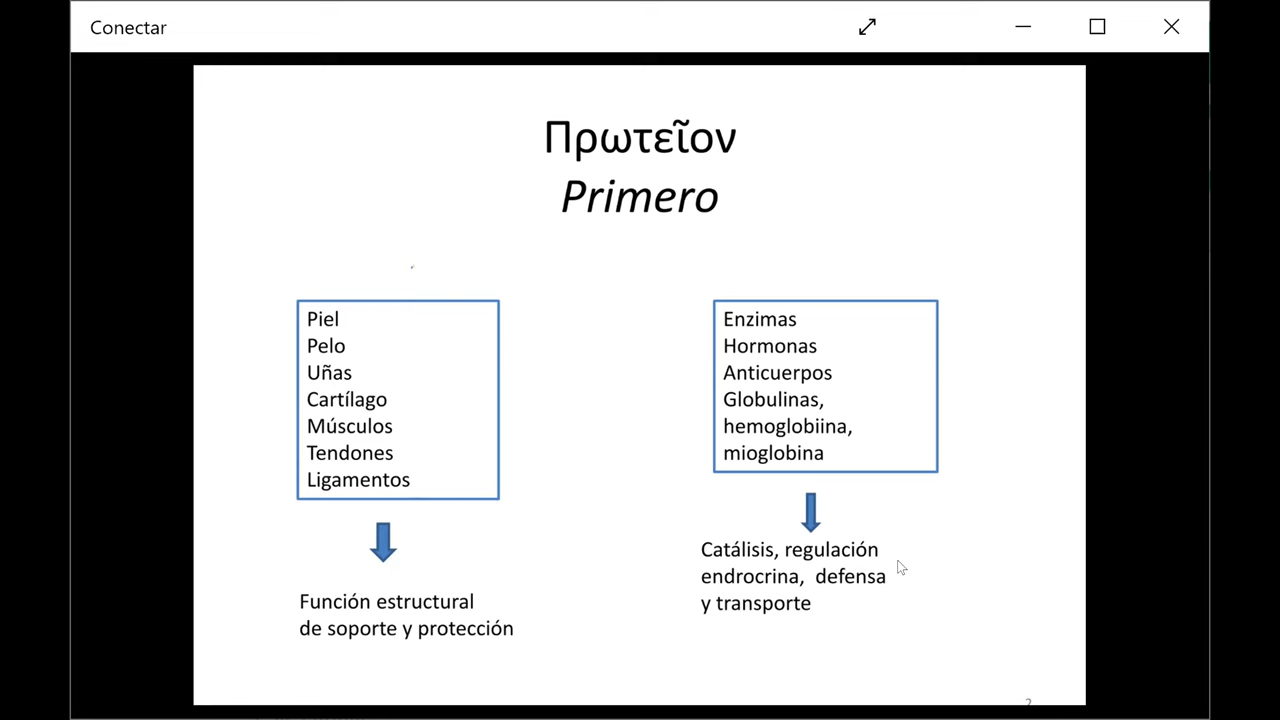 Conectar
Πρωτεῖον
Primero
Piel
Pelo
Uñas
Cartílago
Músculos
Tendones
Ligamentos
Función estructural
de soporte y protección
Enzimas
Hormonas
Anticuerpos
Globulinas,
hemoglobiina,
mioglobina
Catálisis, regulación
endrocrina, defensa
y transporte
2